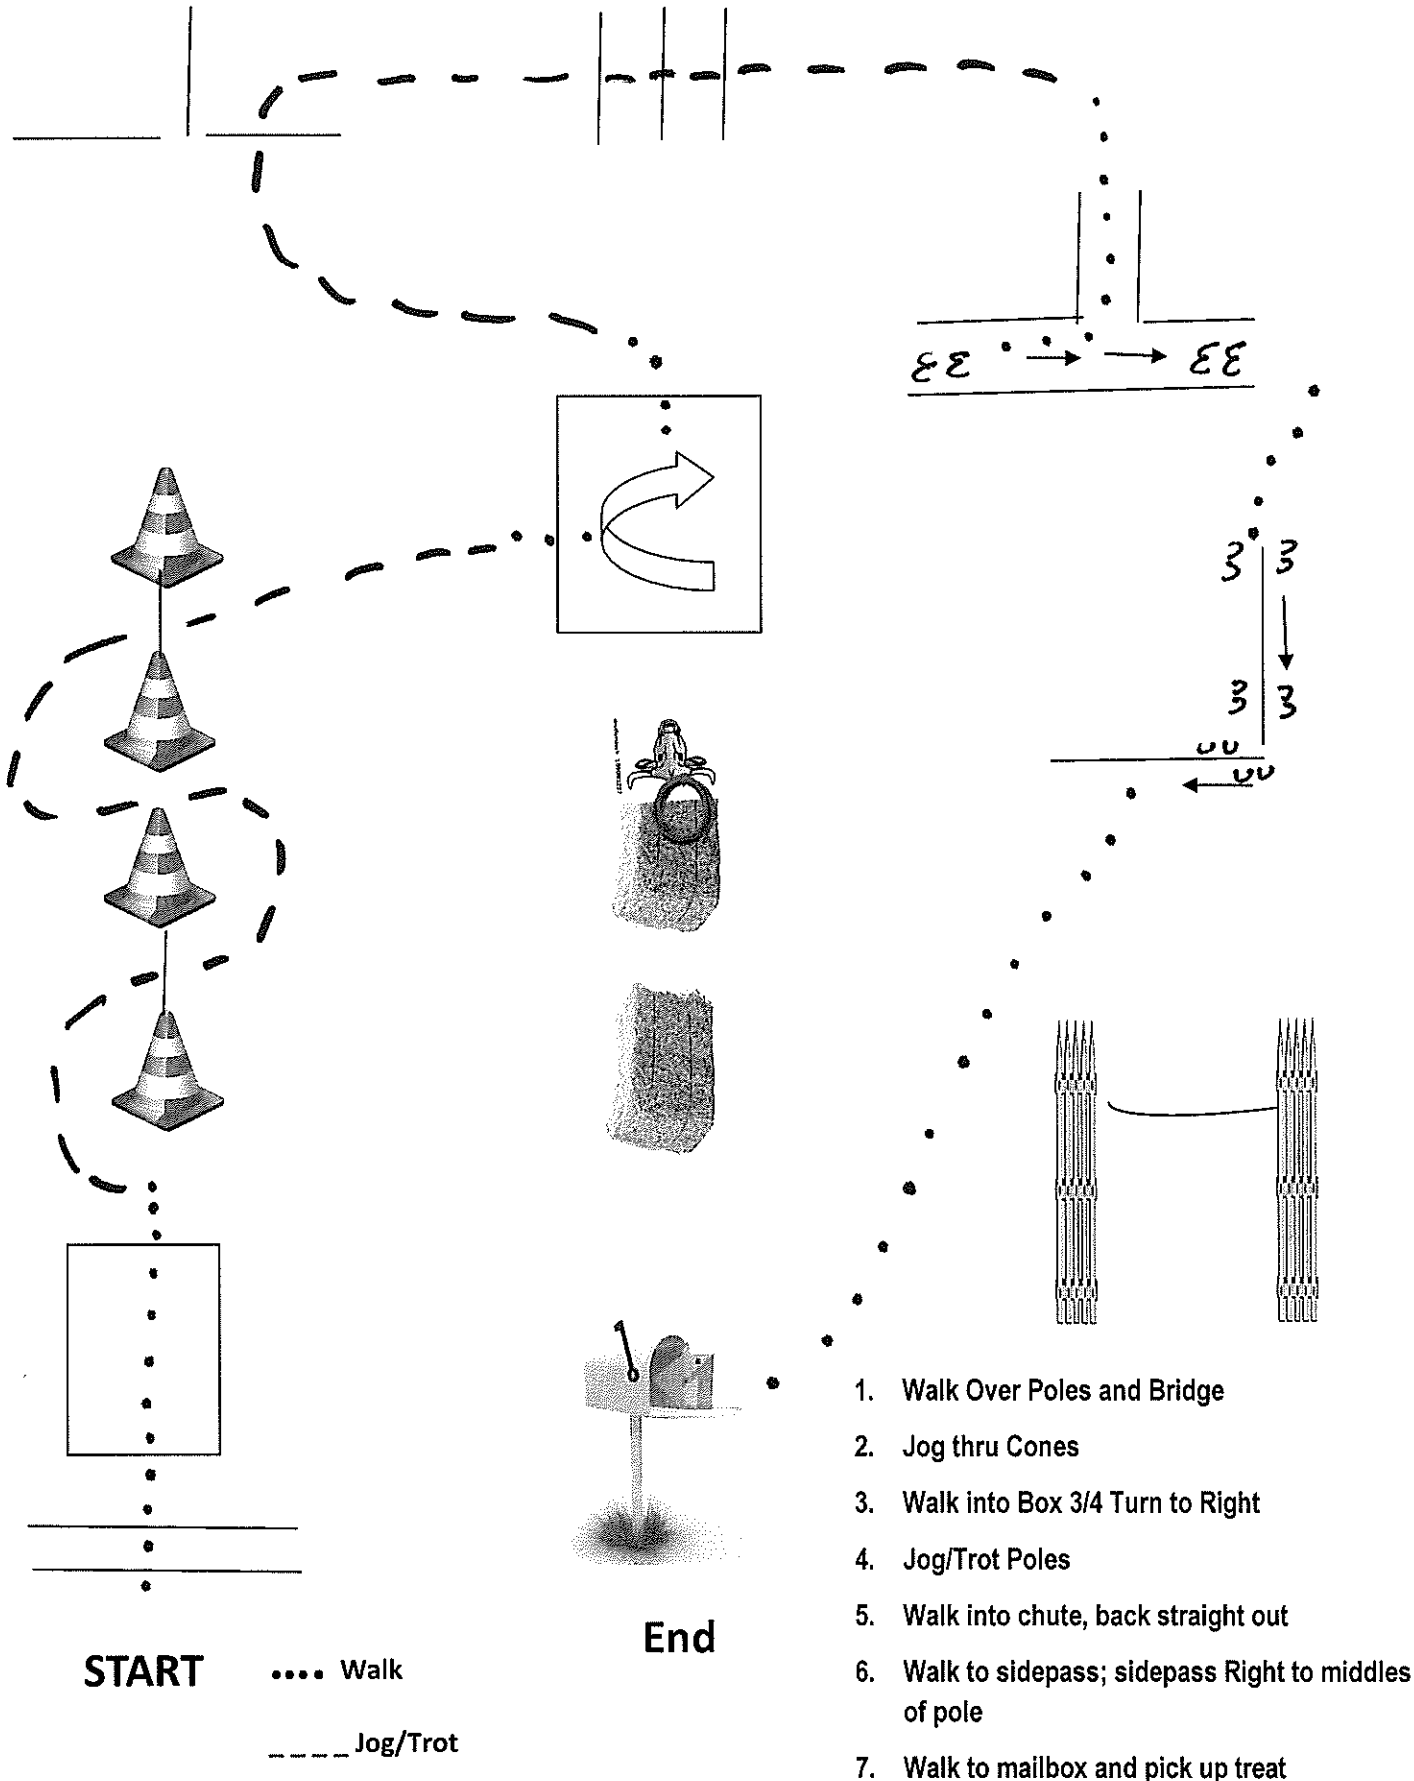 1. Walk Over Poles and Bridge
2. Jog thru Cones
3. Walk into Box 3/4 Turn to Right
4. Jog/Trot Poles
5. Walk into chute, back straight out
6. Walk to sidepass; sidepass Right to middles
of pole
7. Walk to mailbox and pick up treat
End
START
.... Walk
_ _ _ _ Jog/Trot